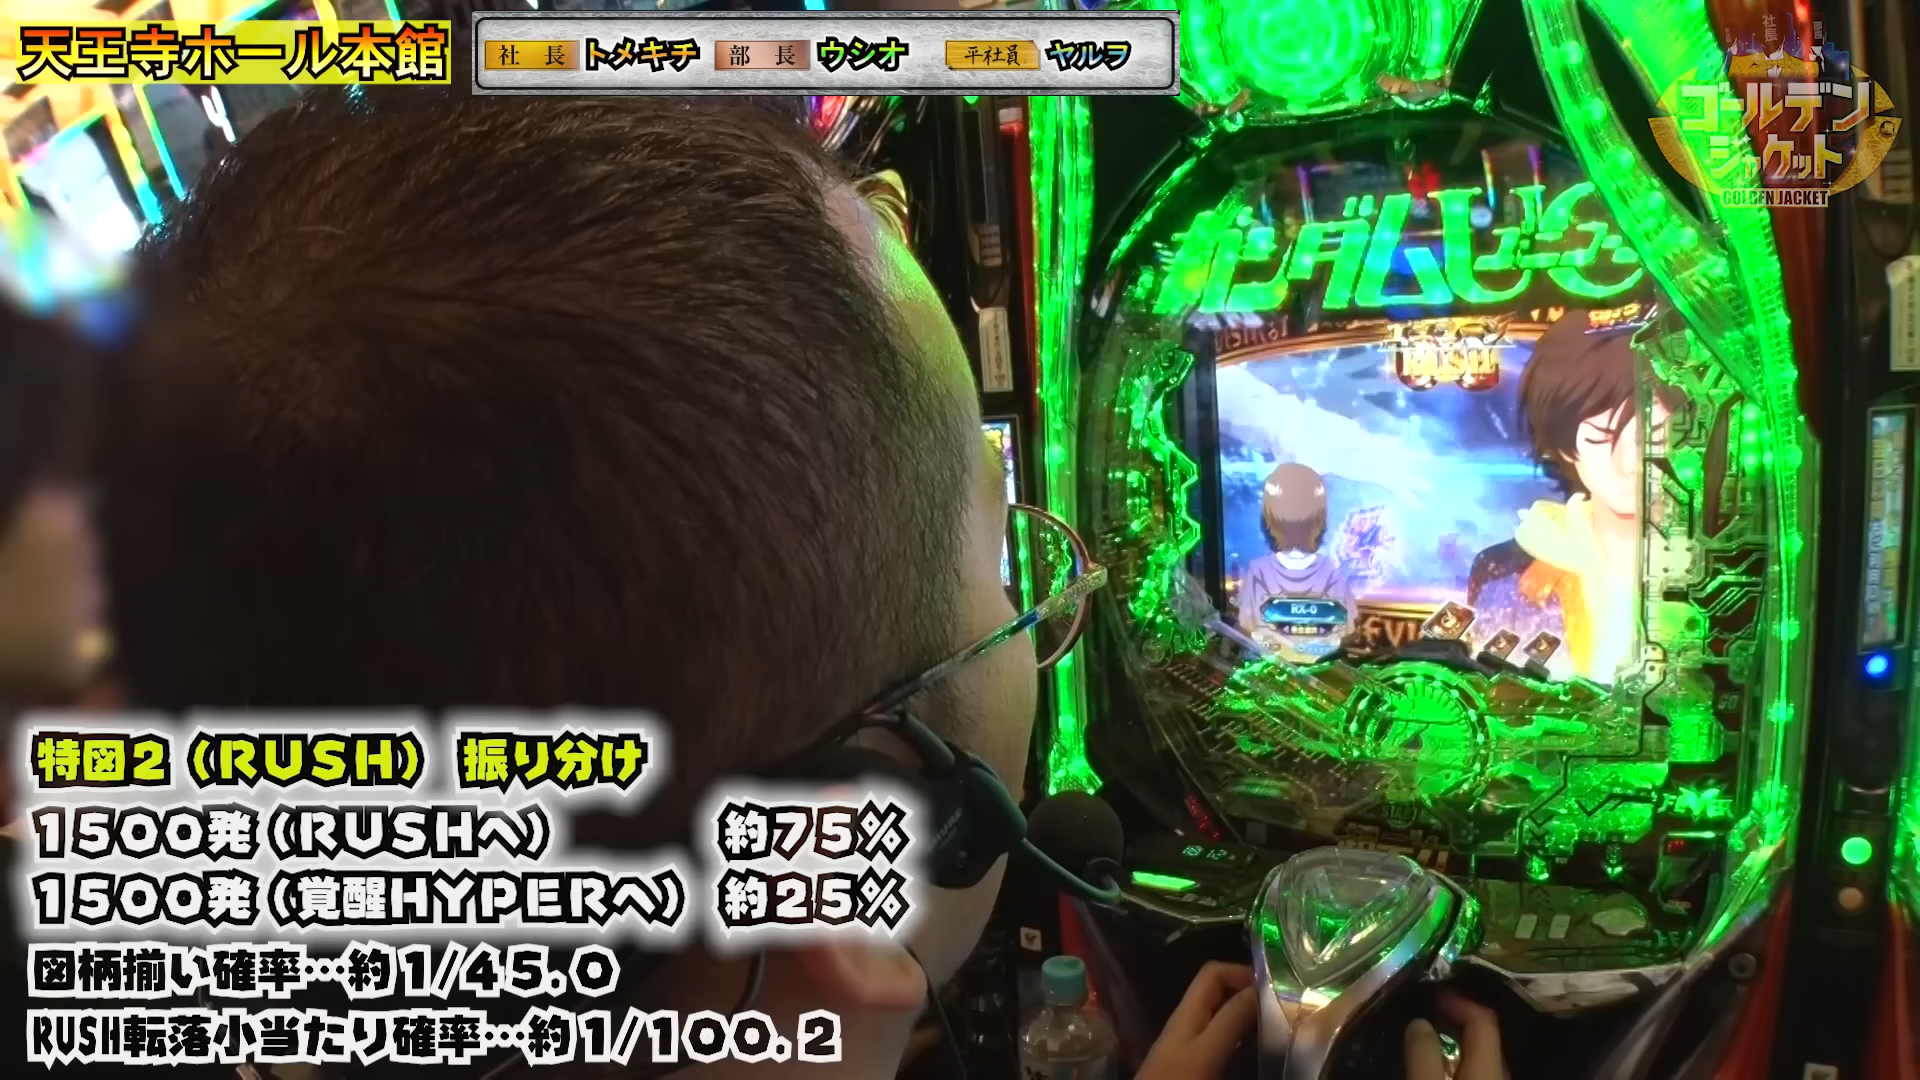 天王寺ホール本館
社長 トメキチ 部長 ウシオ 平社員 ヤルヲ
ゴールデン
ジャケット
GOLDEN JACKET
ガンダムUC
RUSH
RX-0
特図2（RUSH） 振り分け
1500発（RUSHへ） 約75%
1500発（覚醒HYPERへ） 約25%
図柄揃い確率…約1/45.0
RUSH転落小当たり確率…約1/100.2